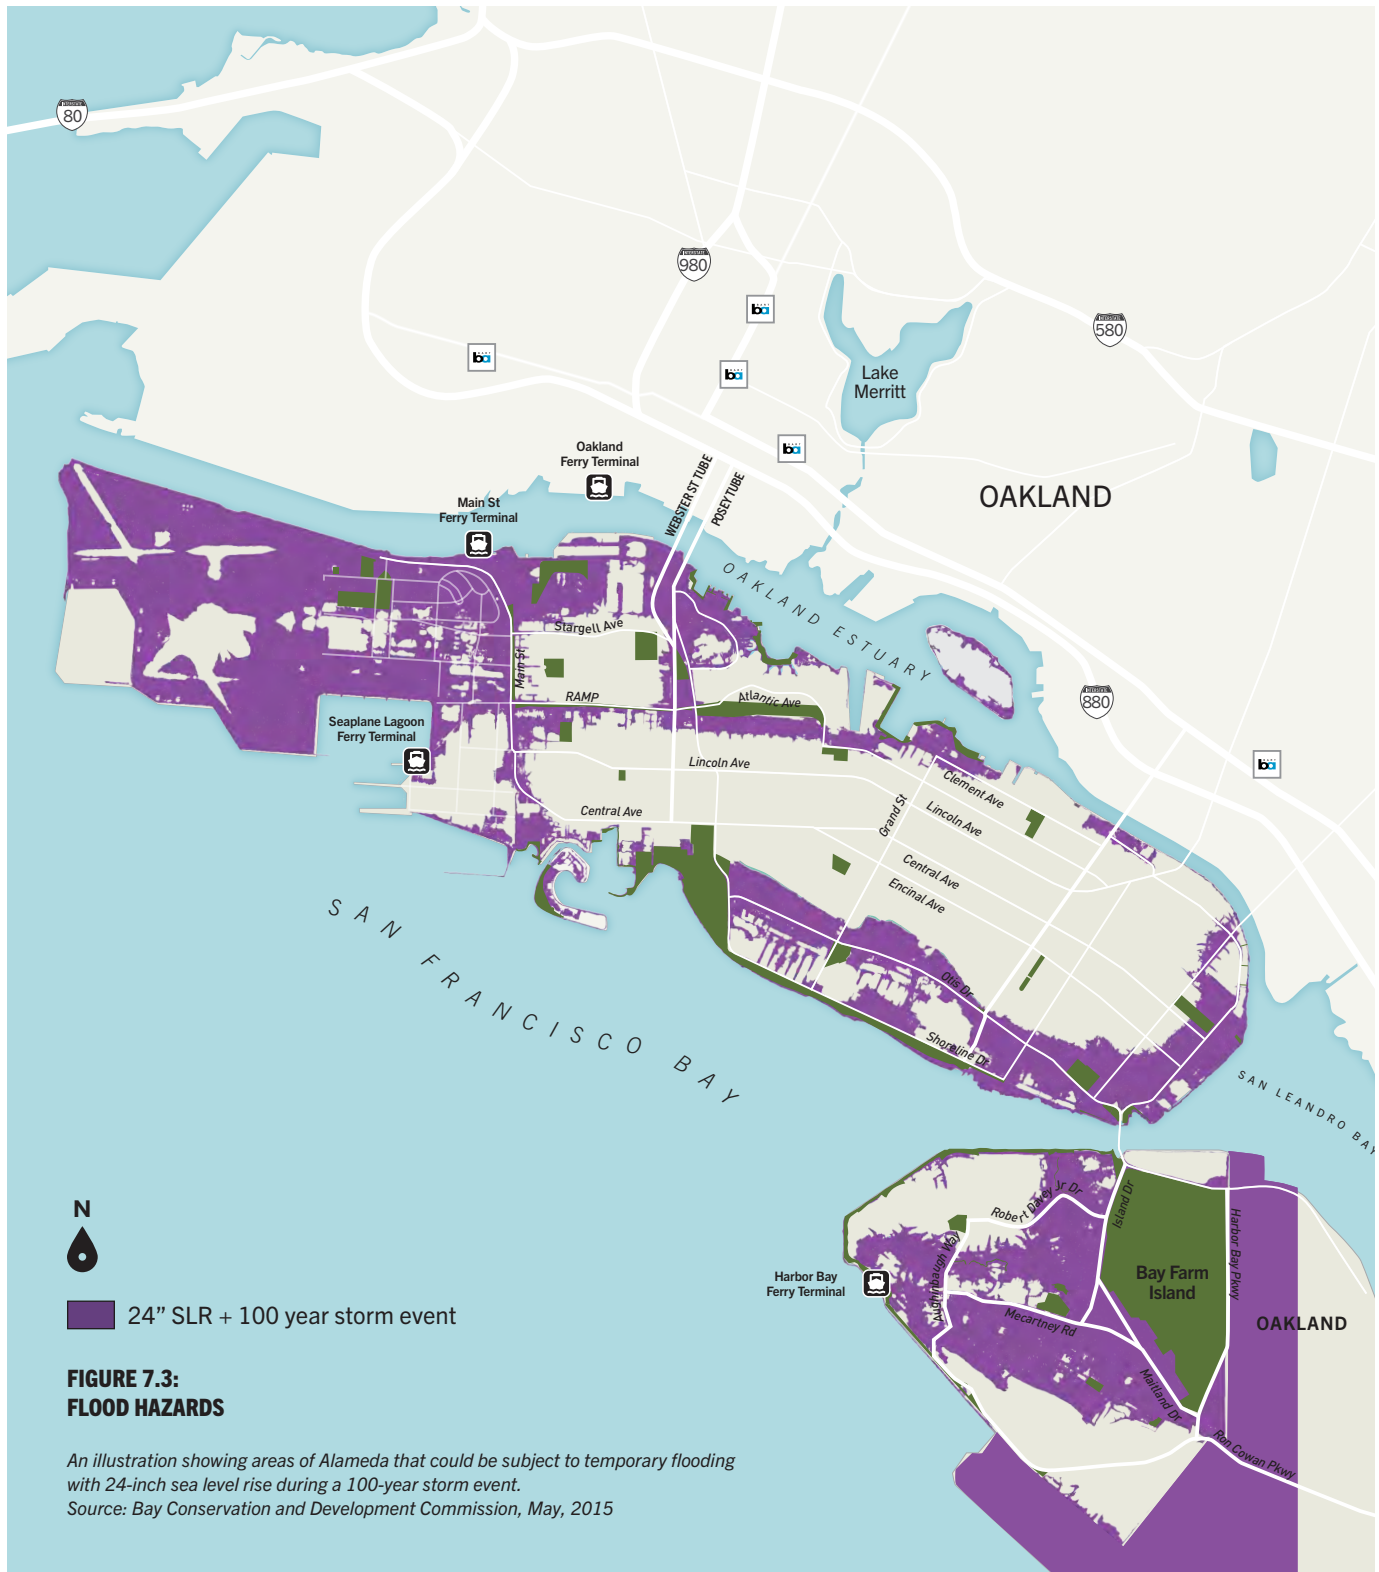 80
980
580
Lake
Merritt
Oakland
Ferry Terminal
OAKLAND
WEBSTER ST TUBE
POSEY TUBE
Main St
Ferry Terminal
OAKLAND ESTUARY
Stargell Ave
Main St
RAMP
Atlantic Ave
880
Seaplane Lagoon
Ferry Terminal
Lincoln Ave
Clement Ave
Central Ave
Grand St
Lincoln Ave
Central Ave
Encinal Ave
SAN FRANCISCO BAY
Otis Dr
Shoreline Dr
SAN LEANDRO BAY
Island Dr
Robert Davey Jr Dr
Harbor Bay Pkwy
Aughinbaugh Way
Harbor Bay
Ferry Terminal
Bay Farm
Island
Mecartney Rd
OAKLAND
Maitland Dr
Ron Cowan Pkwy
N
24” SLR + 100 year storm event
FIGURE 7.3:
FLOOD HAZARDS
An illustration showing areas of Alameda that could be subject to temporary flooding
with 24-inch sea level rise during a 100-year storm event.
Source: Bay Conservation and Development Commission, May, 2015
ba
ba
ba
ba
ba